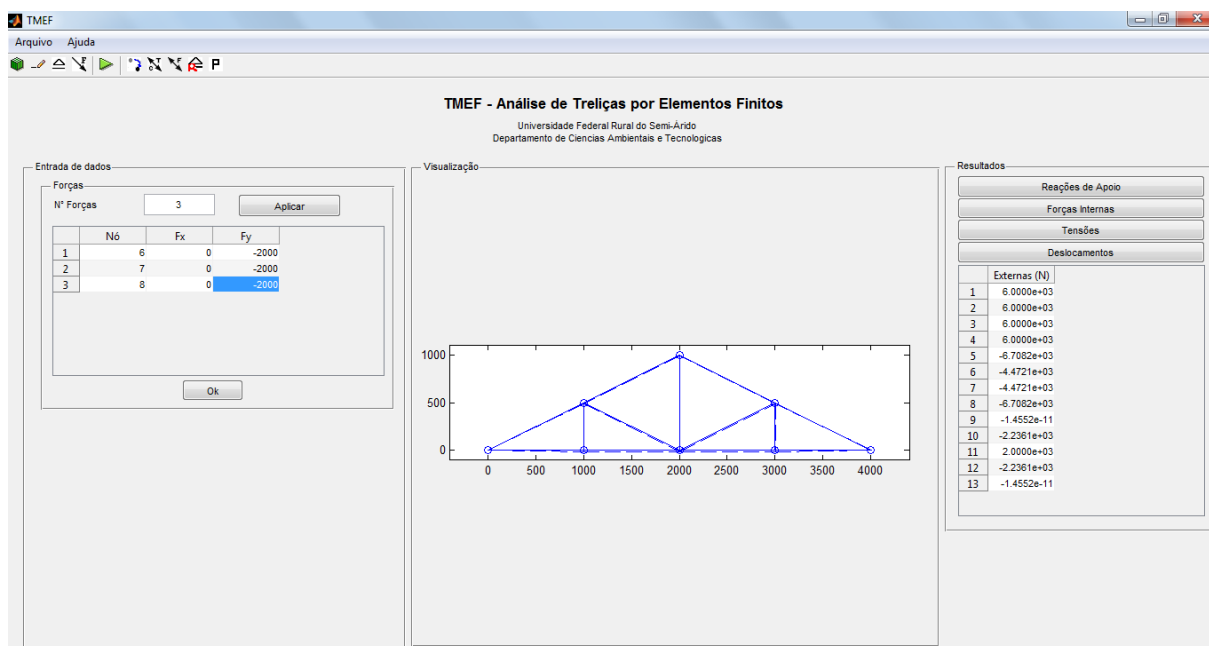 TMEF
Arquivo Ajuda
P
TMEF - Análise de Treliças por Elementos Finitos
Universidade Federal Rural do Semi-Árido
Departamento de Ciencias Ambientais e Tecnologicas
Entrada de dados
Forças
N° Forças 3 Aplicar
Nó Fx Fy
1 6 0 -2000
2 7 0 -2000
3 8 0 -2000
Ok
Visualização
1000
500
0
0 500 1000 1500 2000 2500 3000 3500 4000
Resultados
Reações de Apoio
Forças Internas
Tensões
Deslocamentos
Externas (N)
1 6.0000e+03
2 6.0000e+03
3 6.0000e+03
4 6.0000e+03
5 -6.7082e+03
6 -4.4721e+03
7 -4.4721e+03
8 -6.7082e+03
9 -1.4552e-11
10 -2.2361e+03
11 2.0000e+03
12 -2.2361e+03
13 -1.4552e-11